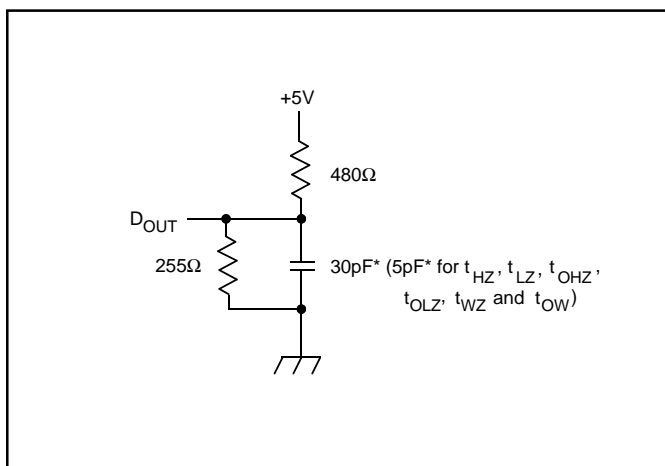 +5V
480Ω
DOUT
255Ω
30pF* (5pF* for tHZ, tLZ, tOHZ,
tOLZ, tWZ and tOW)